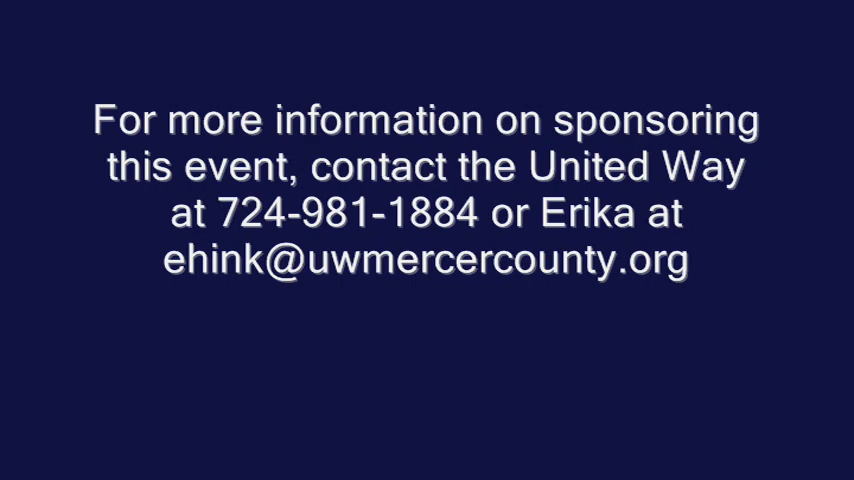 For more information on sponsoring
this event, contact the United Way
at 724-981-1884 or Erika at
ehink@uwmercercounty.org